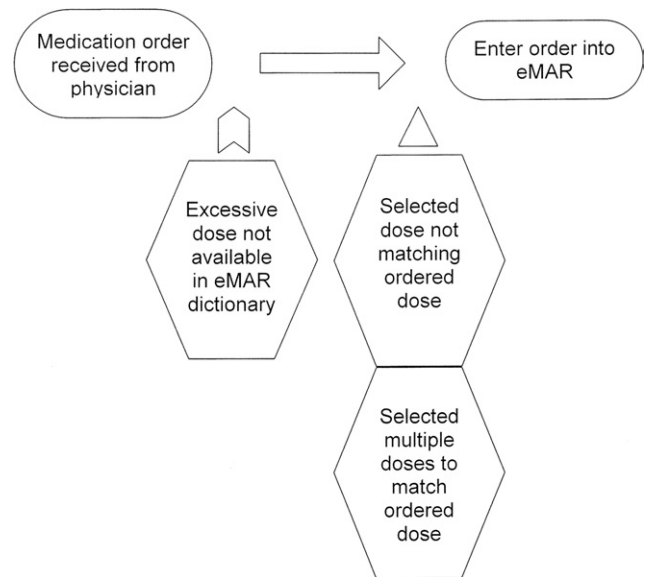 Medication order
received from
physician
Enter order into
eMAR
Excessive
dose not
available
in eMAR
dictionary
Selected
dose not
matching
ordered
dose
Selected
multiple
doses to
match
ordered
dose